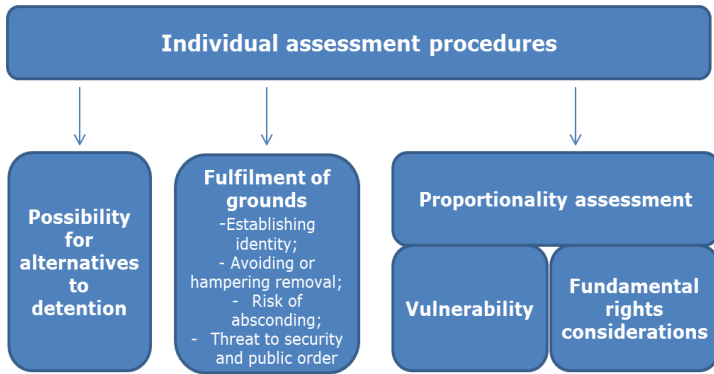 Individual assessment procedures
Possibility
for
alternatives
to
detention
Fulfilment of
grounds
-Establishing
identity;
- Avoiding or
hampering removal;
- Risk of
absconding;
- Threat to security
and public order
Proportionality assessment
Vulnerability
Fundamental
rights
considerations